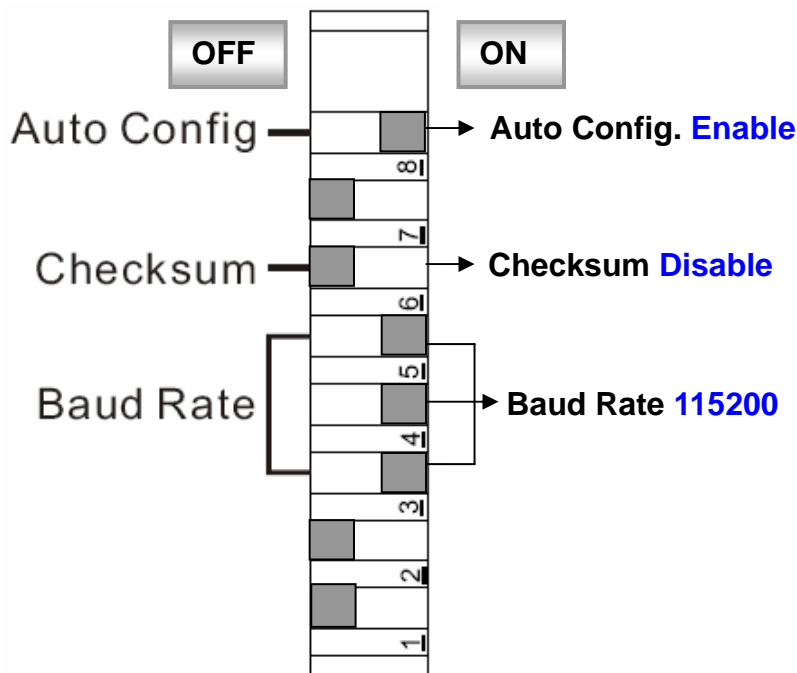 OFF
ON
Auto Config
Auto Config. Enable
8
7
Checksum
Checksum Disable
6
5
Baud Rate
Baud Rate 115200
4
3
2
1